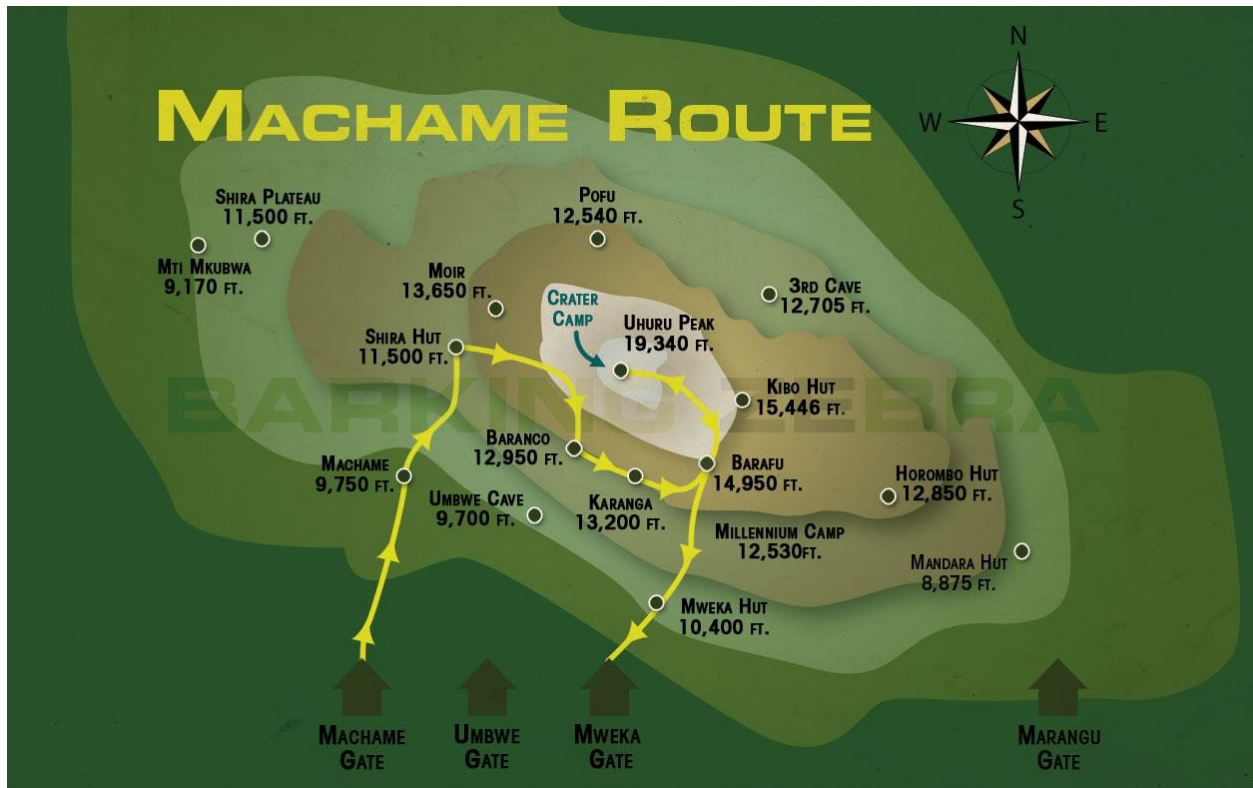 Machame Route
N
W E
S
Shira Plateau
11,500 ft.
Mti Mkubwa
9,170 ft.
Pofu
12,540 ft.
Moir
13,650 ft.
3rd Cave
12,705 ft.
Crater
Camp
Uhuru Peak
19,340 ft.
Shira Hut
11,500 ft.
Kibo Hut
15,446 ft.
BARKING ZEBRA
Baranco
12,950 ft.
Machame
9,750 ft.
Barafu
14,950 ft.
Horombo Hut
12,850 ft.
Umbwe Cave
9,700 ft.
Karanga
13,200 ft.
Millennium Camp
12,530ft.
Mandara Hut
8,875 ft.
Mweka Hut
10,400 ft.
Machame
Gate
Umbwe
Gate
Mweka
Gate
Marangu
Gate